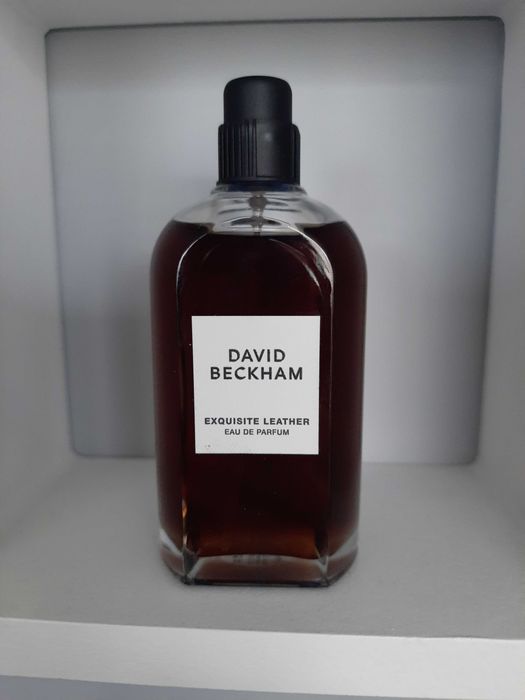 DAVID
BECKHAM
EXQUISITE LEATHER
EAU DE PARFUM